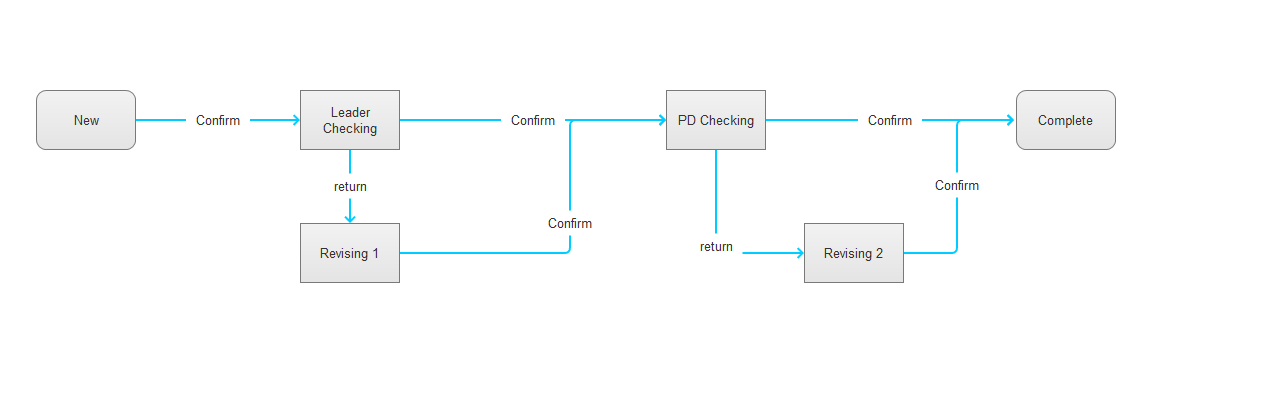 New
Confirm
Leader
Checking
Confirm
PD Checking
Confirm
Complete
return
Confirm
Confirm
return
Revising 1
Revising 2